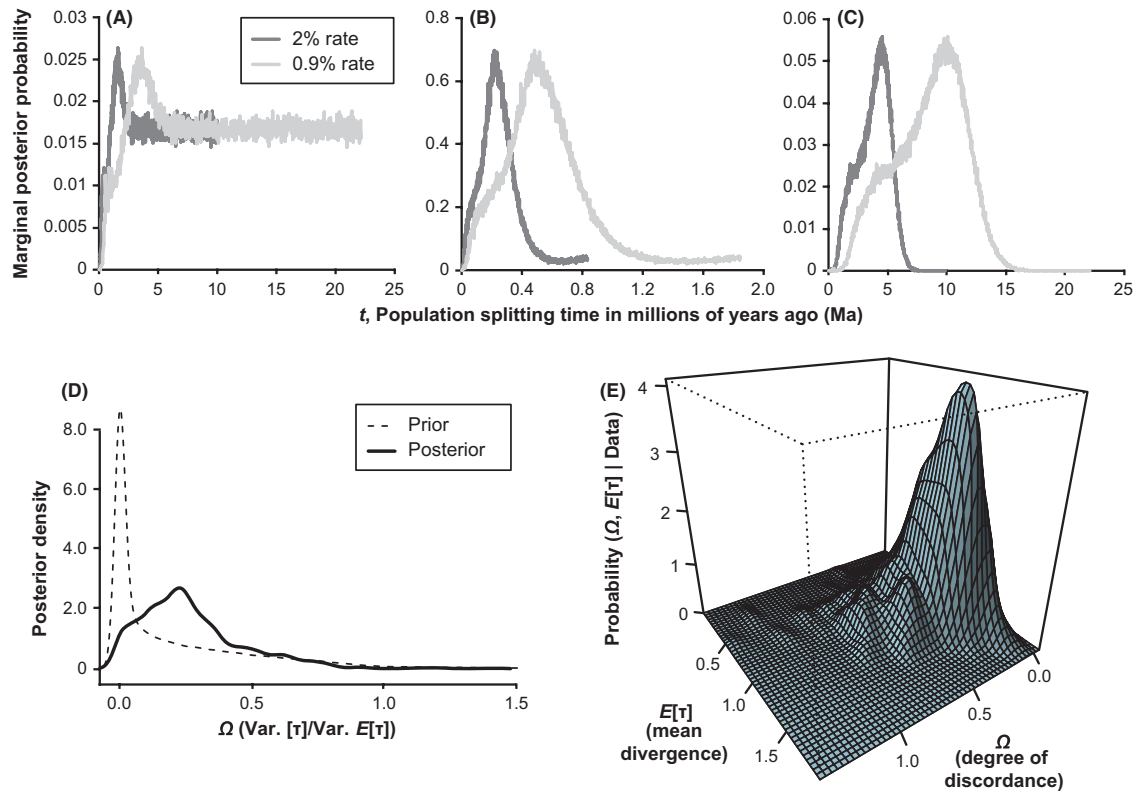 (A)
(B)
(C)
Marginal posterior probability
0.03
0.025
0.02
0.015
0.01
0.005
0
2% rate
0.9% rate
0 5 10 15 20 25
0.8
0.6
0.4
0.2
0
0 0.4 0.8 1.2 1.6 2.0
0.06
0.05
0.04
0.03
0.02
0.01
0
0 5 10 15 20 25
t, Population splitting time in millions of years ago (Ma)
(D)
Posterior density
8.0
6.0
4.0
2.0
0
Prior
Posterior
0.0 0.5 1.0 1.5
Ω (Var. [τ]/Var. E[τ])
(E)
Probability (Ω, E[τ] | Data)
4
3
2
1
0
0.5
1.0
1.5
E[τ]
(mean
divergence)
0.0
0.5
1.0
Ω
(degree of
discordance)